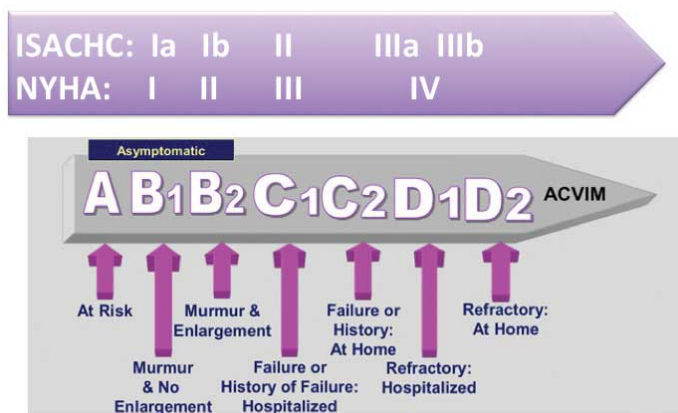 ISACHC: Ia Ib II IIIa IIIb
NYHA: I II III IV
Asymptomatic
A B1 B2 C1 C2 D1 D2 ACVIM
At Risk
Murmur
& No
Enlargement
Murmur &
Enlargement
Failure or
History of Failure:
Hospitalized
Failure or
History:
At Home
Refractory:
Hospitalized
Refractory:
At Home